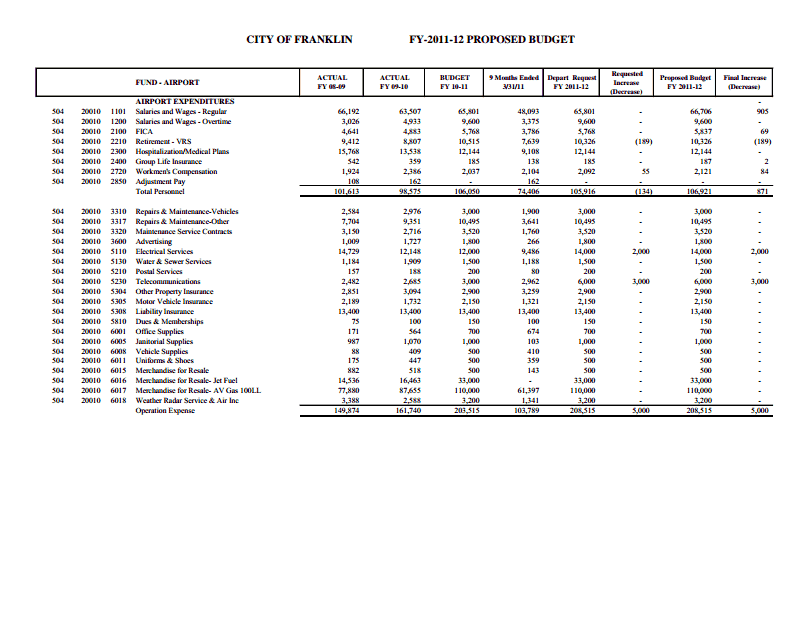 CITY OF FRANKLIN FY-2011-12 PROPOSED BUDGET
FUND - AIRPORT ACTUAL FY 08-09 ACTUAL FY 09-10 BUDGET FY 10-11 9 Months Ended 3/31/11 Depart Request FY 2011-12 Requested Increase (Decrease) Proposed Budget FY 2011-12 Final Increase (Decrease)
AIRPORT EXPENDITURES -
504 20010 1101 Salaries and Wages - Regular 66,192 63,507 65,801 48,093 65,801 - 66,706 905
504 20010 1200 Salaries and Wages - Overtime 3,026 4,933 9,600 3,375 9,600 - 9,600 -
504 20010 2100 FICA 4,641 4,883 5,768 3,786 5,768 - 5,837 69
504 20010 2210 Retirement - VRS 9,412 8,807 10,515 7,639 10,326 (189) 10,326 (189)
504 20010 2300 Hospitalization/Medical Plans 15,768 13,538 12,144 9,108 12,144 - 12,144 -
504 20010 2400 Group Life Insurance 542 359 185 138 185 - 187 2
504 20010 2720 Workmen's Compensation 1,924 2,386 2,037 2,104 2,092 55 2,121 84
504 20010 2850 Adjustment Pay 108 162 - 162 - - - -
Total Personnel 101,613 98,575 106,050 74,406 105,916 (134) 106,921 871
504 20010 3310 Repairs & Maintenance-Vehicles 2,584 2,976 3,000 1,900 3,000 - 3,000 -
504 20010 3317 Repairs & Maintenance-Other 7,704 9,351 10,495 3,641 10,495 - 10,495 -
504 20010 3320 Maintenance Service Contracts 3,150 2,716 3,520 1,760 3,520 - 3,520 -
504 20010 3600 Advertising 1,009 1,727 1,800 266 1,800 - 1,800 -
504 20010 5110 Electrical Services 14,729 12,148 12,000 9,486 14,000 2,000 14,000 2,000
504 20010 5130 Water & Sewer Services 1,184 1,909 1,500 1,188 1,500 - 1,500 -
504 20010 5210 Postal Services 157 188 200 80 200 - 200 -
504 20010 5230 Telecommunications 2,482 2,685 3,000 2,962 6,000 3,000 6,000 3,000
504 20010 5304 Other Property Insurance 2,851 3,094 2,900 3,259 2,900 - 2,900 -
504 20010 5305 Motor Vehicle Insurance 2,189 1,732 2,150 1,321 2,150 - 2,150 -
504 20010 5308 Liability Insurance 13,400 13,400 13,400 13,400 13,400 - 13,400 -
504 20010 5810 Dues & Memberships 75 100 150 100 150 - 150 -
504 20010 6001 Office Supplies 171 564 700 674 700 - 700 -
504 20010 6005 Janitorial Supplies 987 1,070 1,000 103 1,000 - 1,000 -
504 20010 6008 Vehicle Supplies 88 409 500 410 500 - 500 -
504 20010 6011 Uniforms & Shoes 175 447 500 359 500 - 500 -
504 20010 6015 Merchandise for Resale 882 518 500 143 500 - 500 -
504 20010 6016 Merchandise for Resale- Jet Fuel 14,536 16,463 33,000 - 33,000 - 33,000 -
504 20010 6017 Merchandise for Resale- AV Gas 100LL 77,880 87,655 110,000 61,397 110,000 - 110,000 -
504 20010 6018 Weather Radar Service & Air Inc 3,388 2,588 3,200 1,341 3,200 - 3,200 -
Operation Expense 149,874 161,740 203,515 103,789 208,515 5,000 208,515 5,000